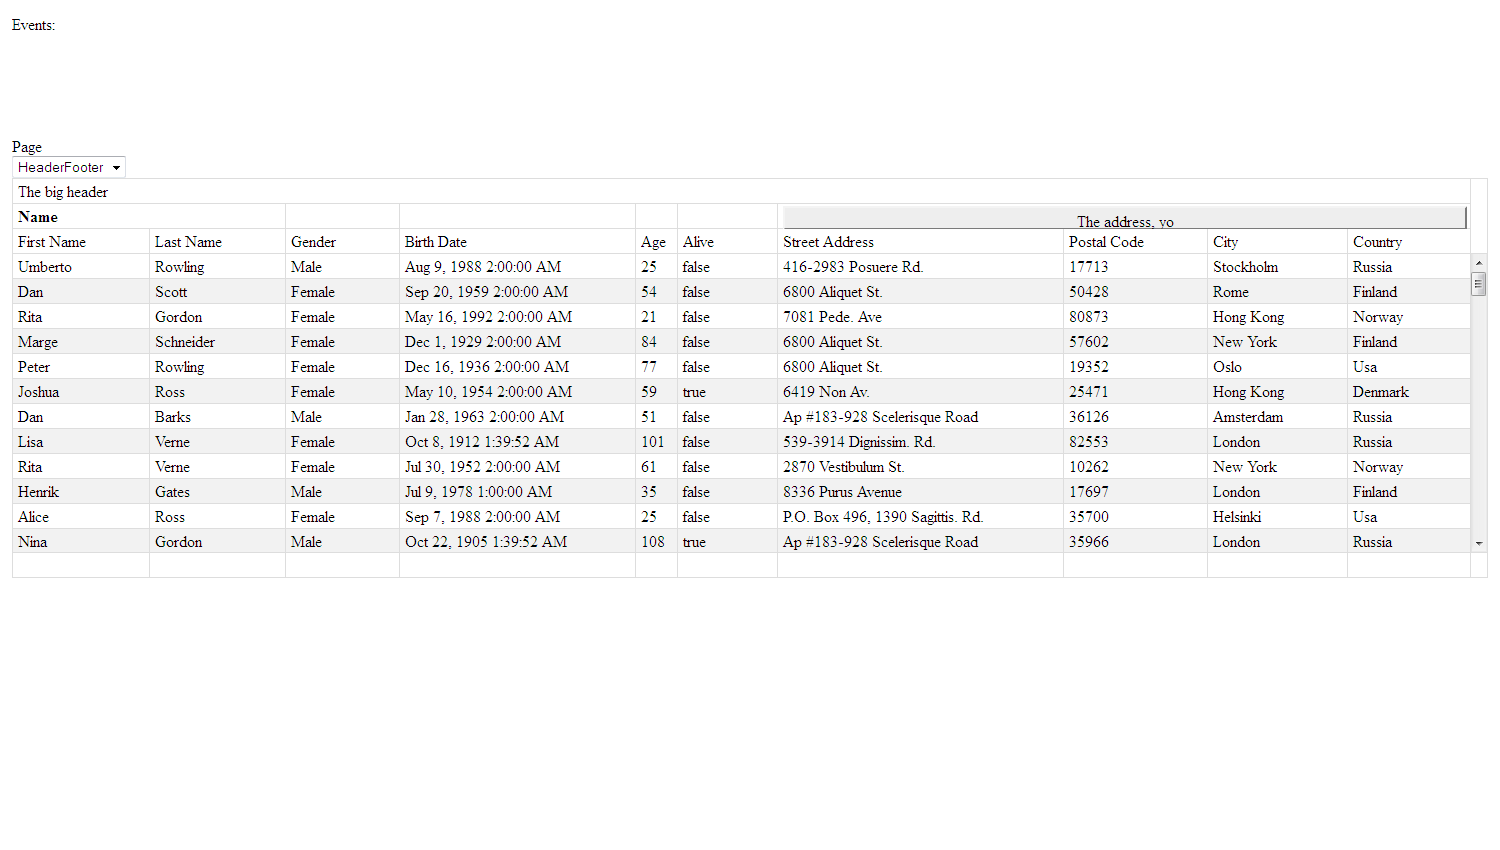 Events:
Page
HeaderFooter
The big header
Name The address, yo
First Name Last Name Gender Birth Date Age Alive Street Address Postal Code City Country
Umberto Rowling Male Aug 9, 1988 2:00:00 AM 25 false 416-2983 Posuere Rd. 17713 Stockholm Russia
Dan Scott Female Sep 20, 1959 2:00:00 AM 54 false 6800 Aliquet St. 50428 Rome Finland
Rita Gordon Female May 16, 1992 2:00:00 AM 21 false 7081 Pede. Ave 80873 Hong Kong Norway
Marge Schneider Female Dec 1, 1929 2:00:00 AM 84 false 6800 Aliquet St. 57602 New York Finland
Peter Rowling Female Dec 16, 1936 2:00:00 AM 77 false 6800 Aliquet St. 19352 Oslo Usa
Joshua Ross Female May 10, 1954 2:00:00 AM 59 true 6419 Non Av. 25471 Hong Kong Denmark
Dan Barks Male Jan 28, 1963 2:00:00 AM 51 false Ap #183-928 Scelerisque Road 36126 Amsterdam Russia
Lisa Verne Female Oct 8, 1912 1:39:52 AM 101 false 539-3914 Dignissim. Rd. 82553 London Russia
Rita Verne Female Jul 30, 1952 2:00:00 AM 61 false 2870 Vestibulum St. 10262 New York Norway
Henrik Gates Male Jul 9, 1978 1:00:00 AM 35 false 8336 Purus Avenue 17697 London Finland
Alice Ross Female Sep 7, 1988 2:00:00 AM 25 false P.O. Box 496, 1390 Sagittis. Rd. 35700 Helsinki Usa
Nina Gordon Male Oct 22, 1905 1:39:52 AM 108 true Ap #183-928 Scelerisque Road 35966 London Russia